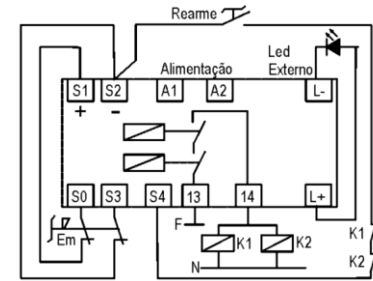 Rearme
Led
Externo
Alimentação
S1 S2 A1 A2 L-
+ -
S0 S3 S4 13 14 L+
Em
F
K1 K2
N
K1
K2